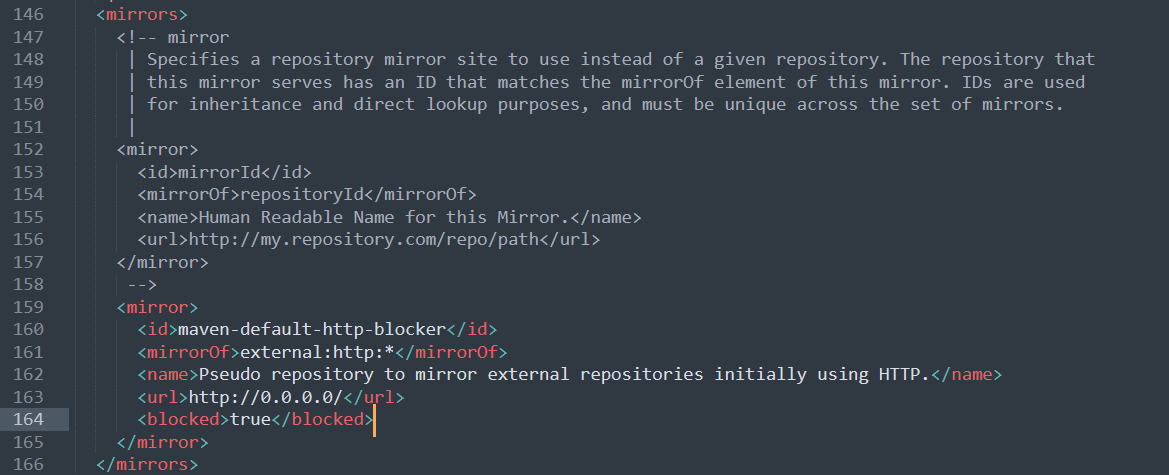 146 <mirrors>
147 <!-- mirror
148 | Specifies a repository mirror site to use instead of a given repository. The repository that
149 | this mirror serves has an ID that matches the mirrorOf element of this mirror. IDs are used
150 | for inheritance and direct lookup purposes, and must be unique across the set of mirrors.
151 |
152 <mirror>
153 <id>mirrorId</id>
154 <mirrorOf>repositoryId</mirrorOf>
155 <name>Human Readable Name for this Mirror.</name>
156 <url>http://my.repository.com/repo/path</url>
157 </mirror>
158 -->
159 <mirror>
160 <id>maven-default-http-blocker</id>
161 <mirrorOf>external:http:*</mirrorOf>
162 <name>Pseudo repository to mirror external repositories initially using HTTP.</name>
163 <url>http://0.0.0.0/</url>
164 <blocked>true</blocked>
165 </mirror>
166 </mirrors>